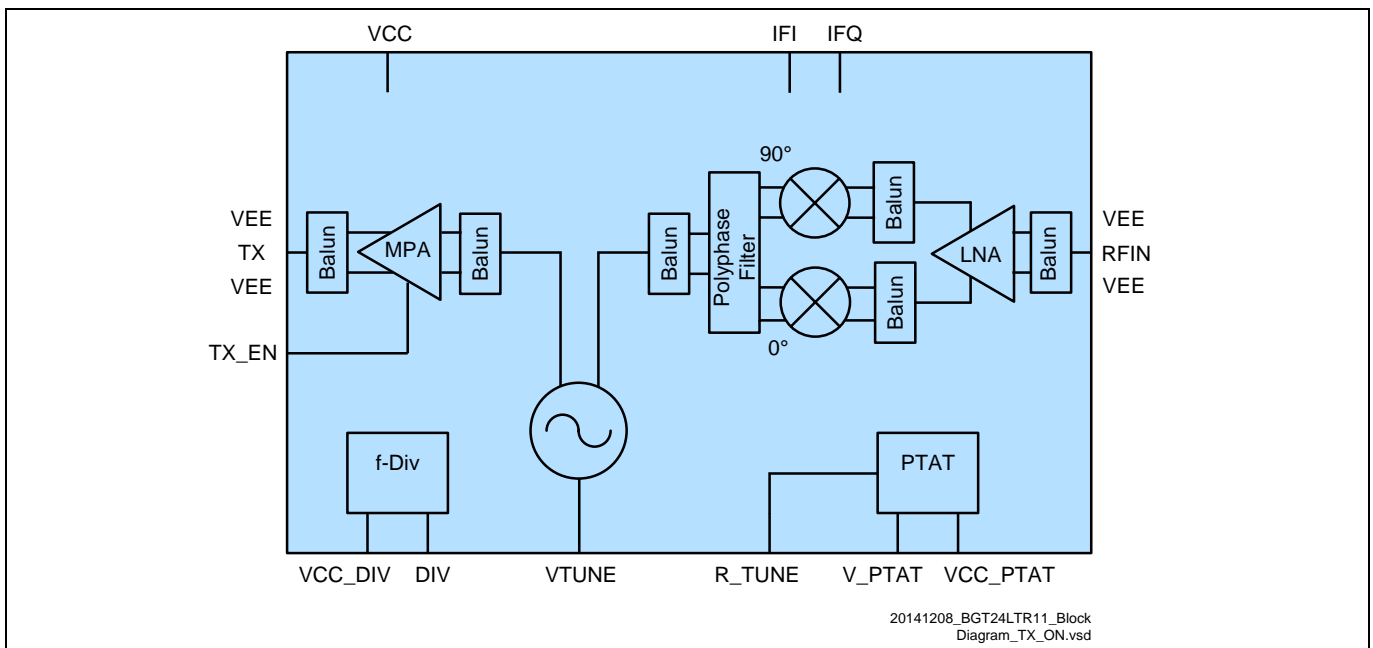 VCC
IFI IFQ
90°
VEE
TX
VEE
TX_EN
Balun
MPA
Balun
Balun
Polyphase
Filter
Balun
Balun
LNA
Balun
VEE
RFIN
VEE
0°
f-Div
PTAT
VCC_DIV DIV VTUNE R_TUNE V_PTAT VCC_PTAT
20141208_BGT24LTR11_Block
Diagram_TX_ON.vsd